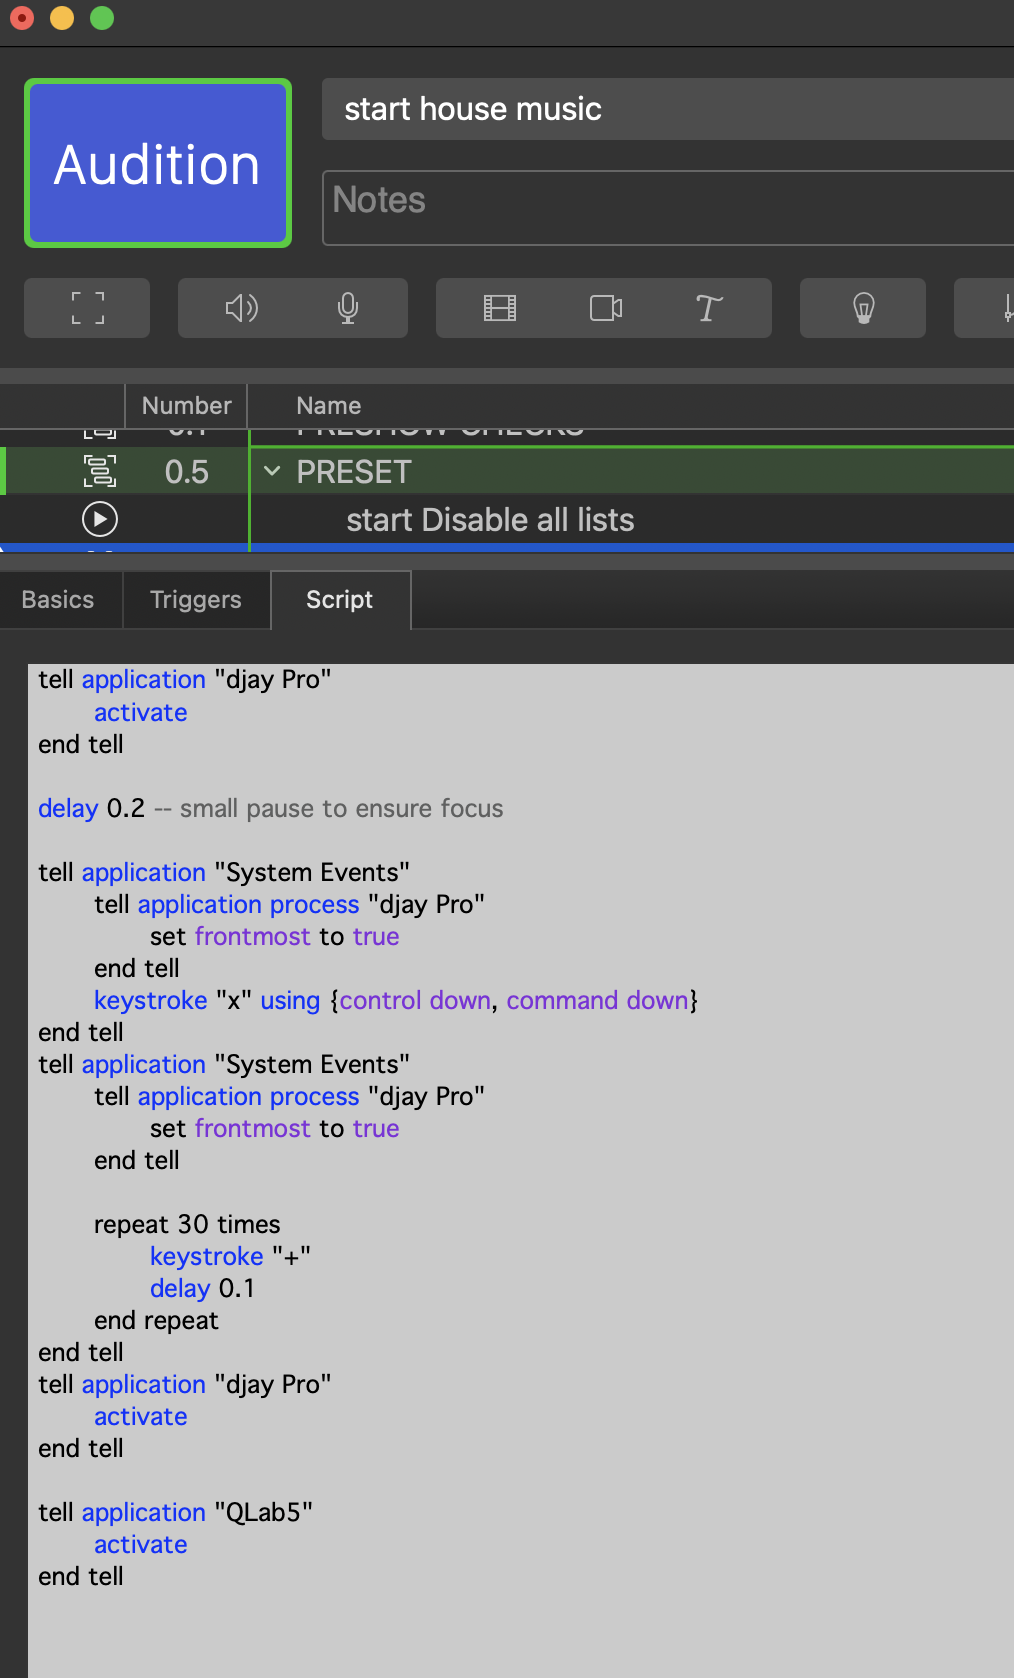 Audition
start house music
Notes
Number Name
0.1 PRESHOW CHECKS
0.5 PRESET
start Disable all lists
Basics Triggers Script
tell application "djay Pro"
activate
end tell
delay 0.2 -- small pause to ensure focus
tell application "System Events"
tell application process "djay Pro"
set frontmost to true
end tell
keystroke "x" using {control down, command down}
end tell
tell application "System Events"
tell application process "djay Pro"
set frontmost to true
end tell
repeat 30 times
keystroke "+"
delay 0.1
end repeat
end tell
tell application "djay Pro"
activate
end tell
tell application "QLab5"
activate
end tell